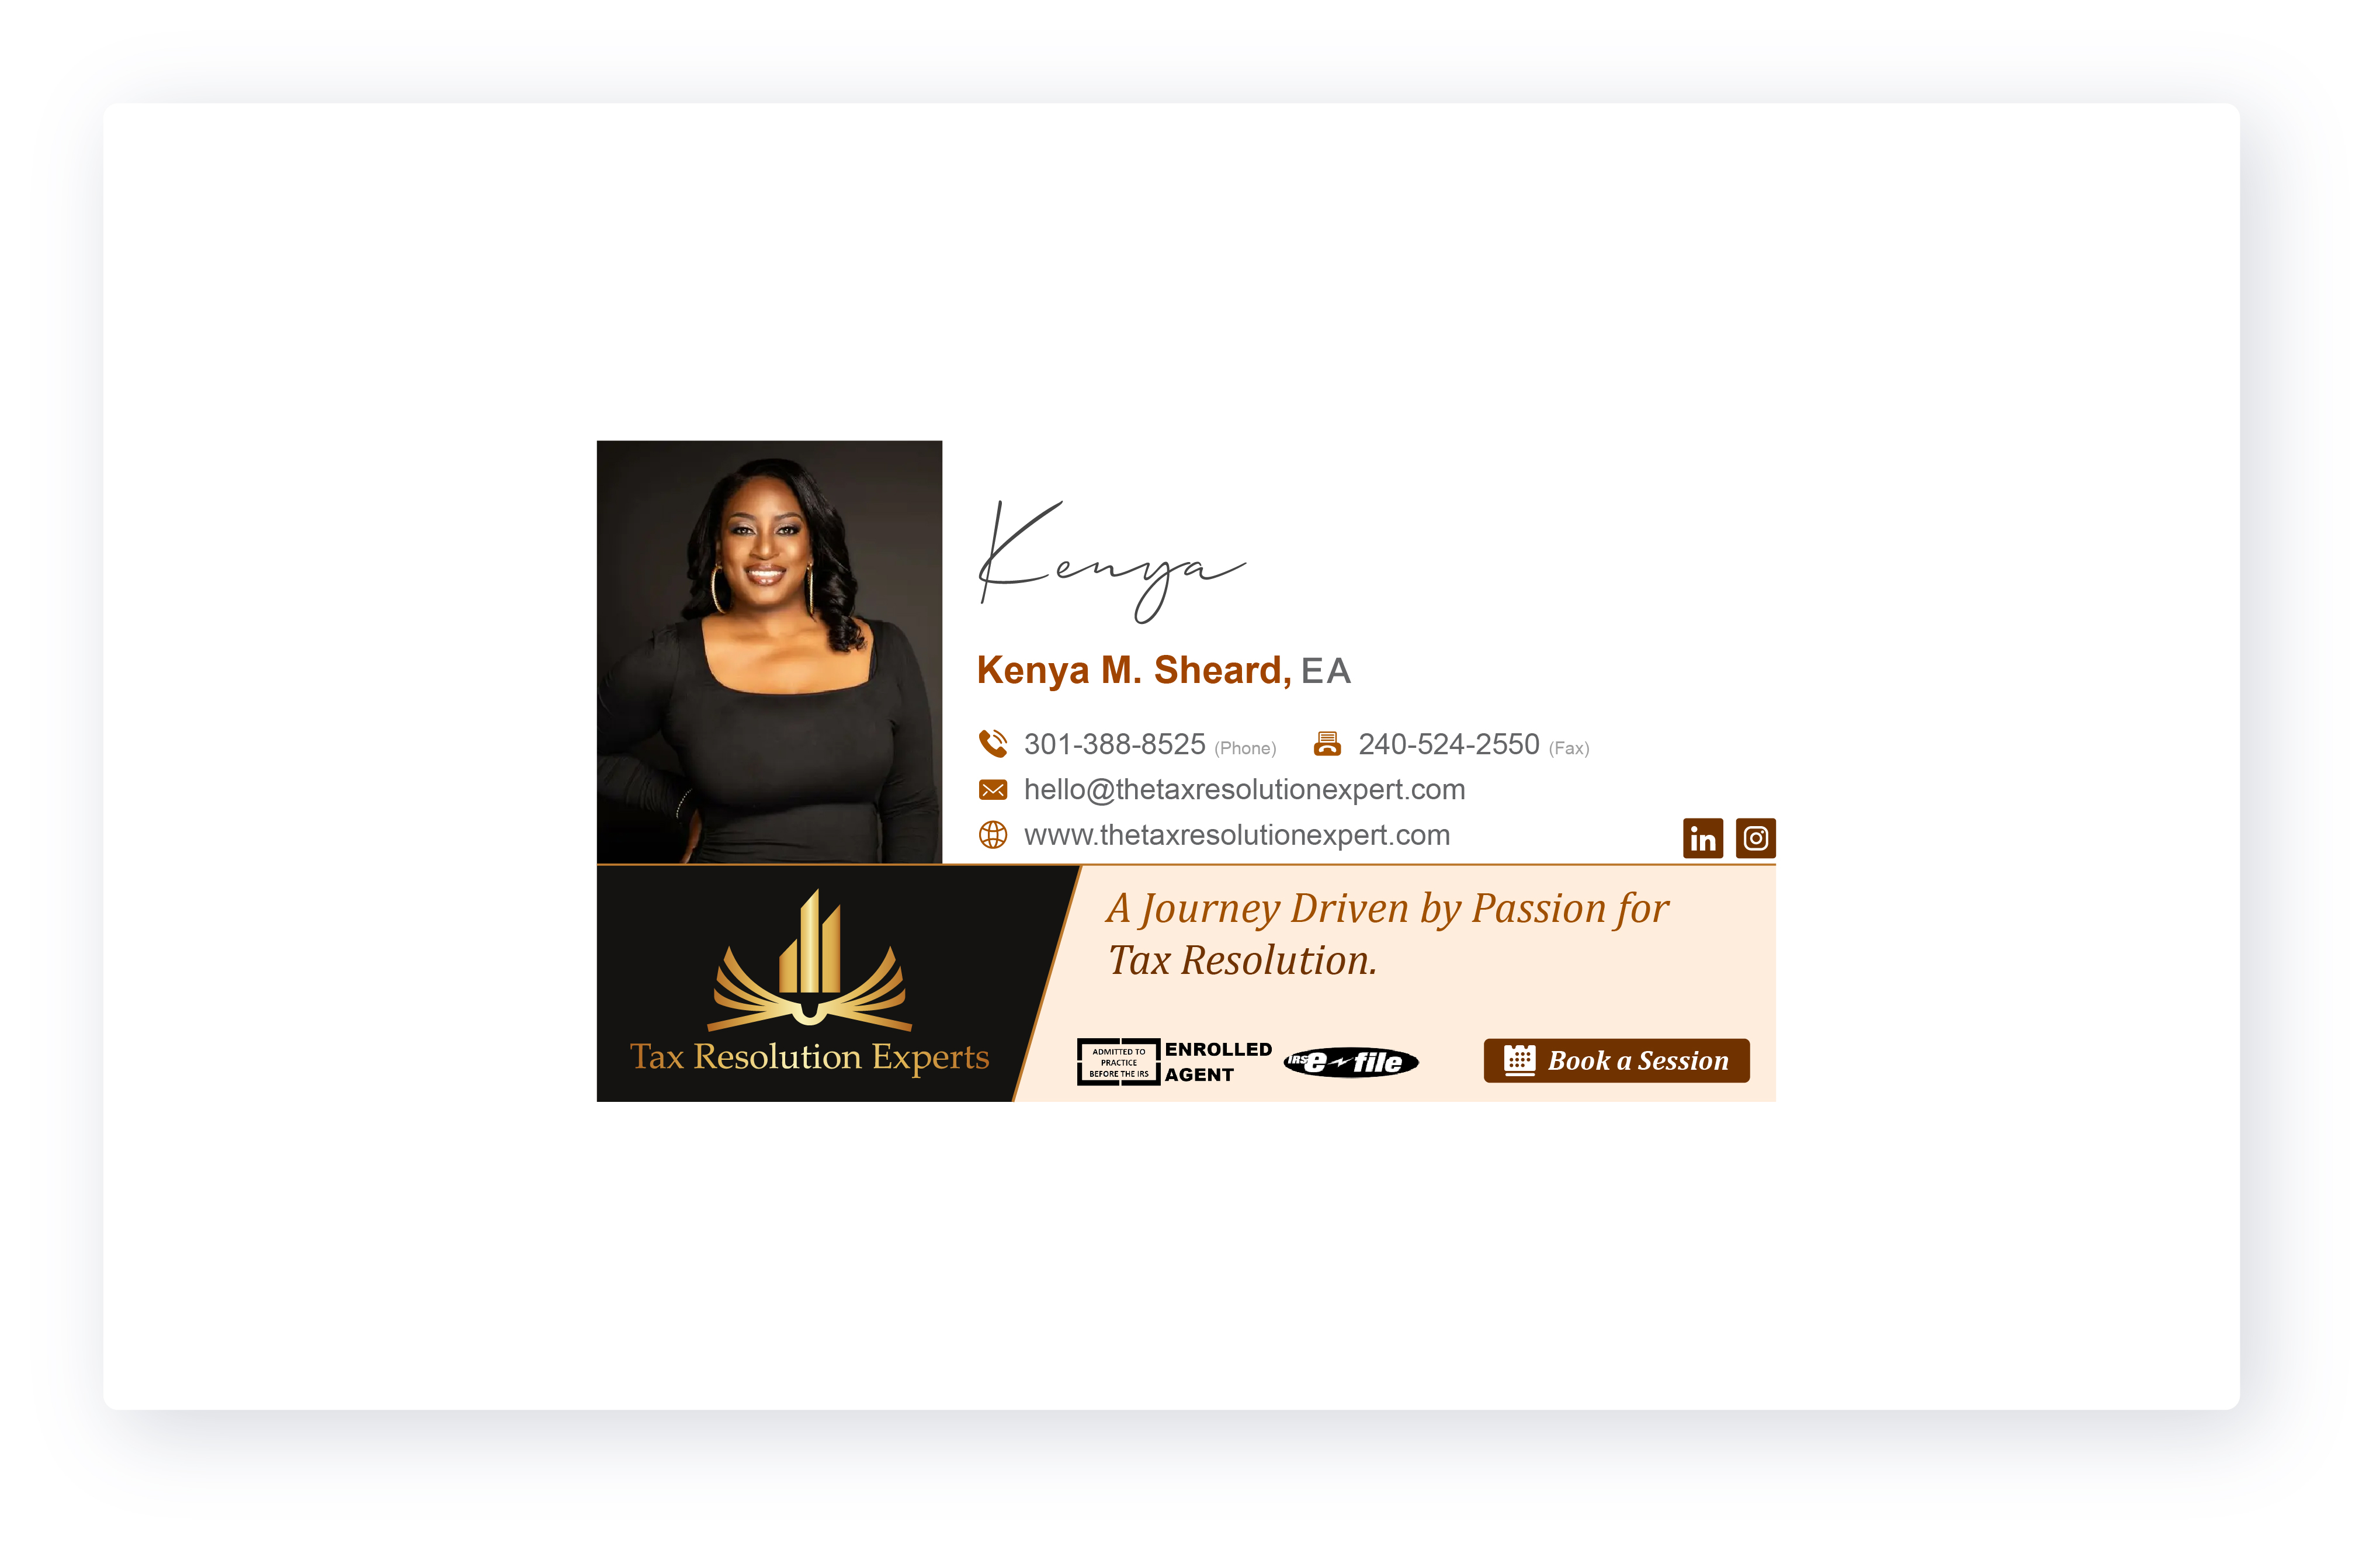 Kenya
Kenya M. Sheard, EA
301-388-8525 (Phone) 240-524-2550 (Fax)
hello@thetaxresolutionexpert.com
www.thetaxresolutionexpert.com
in
Tax Resolution Experts
A Journey Driven by Passion for
Tax Resolution.
ADMITTED TO
PRACTICE
BEFORE THE IRS
ENROLLED
AGENT
IRS e file
Book a Session